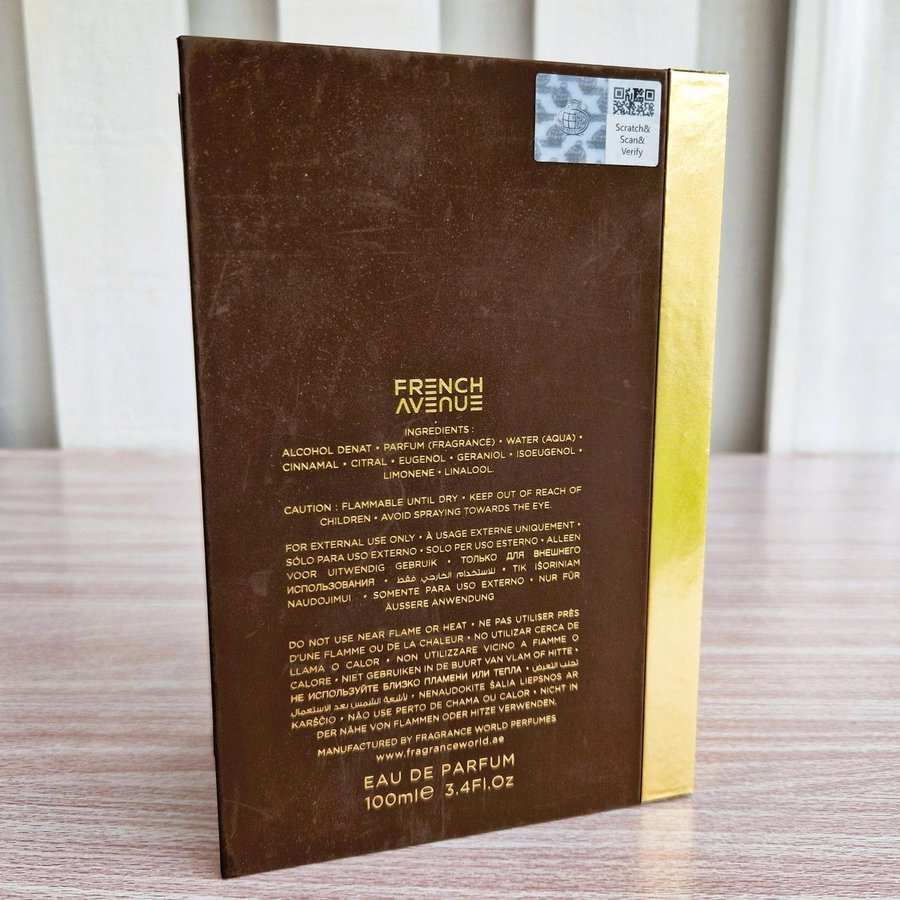 Scratch&
Scan&
Verify
FRENCH
AVENUE
INGREDIENTS :
ALCOHOL DENAT • PARFUM (FRAGRANCE) • WATER (AQUA) •
CINNAMAL • CITRAL • EUGENOL • GERANIOL • ISOEUGENOL •
LIMONENE • LINALOOL.
CAUTION : FLAMMABLE UNTIL DRY • KEEP OUT OF REACH OF
CHILDREN • AVOID SPRAYING TOWARDS THE EYE.
FOR EXTERNAL USE ONLY • À USAGE EXTERNE UNIQUEMENT •
SÓLO PARA USO EXTERNO • SOLO PER USO ESTERNO • ALLEEN
VOOR UITWENDIG GEBRUIK • ТОЛЬКО ДЛЯ ВНЕШНЕГО
ИСПОЛЬЗОВАНИЯ • للاستخدام الخارجي فقط • TIK IŠORINIAM
NAUDOJIMUI • SOMENTE PARA USO EXTERNO • NUR FÜR
ÄUSSERE ANWENDUNG
DO NOT USE NEAR FLAME OR HEAT • NE PAS UTILISER PRÈS
D'UNE FLAMME OU DE LA CHALEUR • NO UTILIZAR CERCA DE
LLAMA O CALOR • NON UTILIZZARE VICINO A FIAMME O
CALORE • NIET GEBRUIKEN IN DE BUURT VAN VLAM OF HITTE •
НЕ ИСПОЛЬЗУЙТЕ БЛИЗКО ПЛАМЕНИ ИЛИ ТЕПЛА • تجنب التعرض
لأشعة الشمس بعد الاستعمال • NENAUDOKITE ŠALIA LIEPSNOS AR
KARŠČIO • NÃO USE PERTO DE CHAMA OU CALOR • NICHT IN
DER NÄHE VON FLAMMEN ODER HITZE VERWENDEN.
MANUFACTURED BY FRAGRANCE WORLD PERFUMES
www.fragranceworld.ae
EAU DE PARFUM
100ml℮ 3.4Fl.Oz